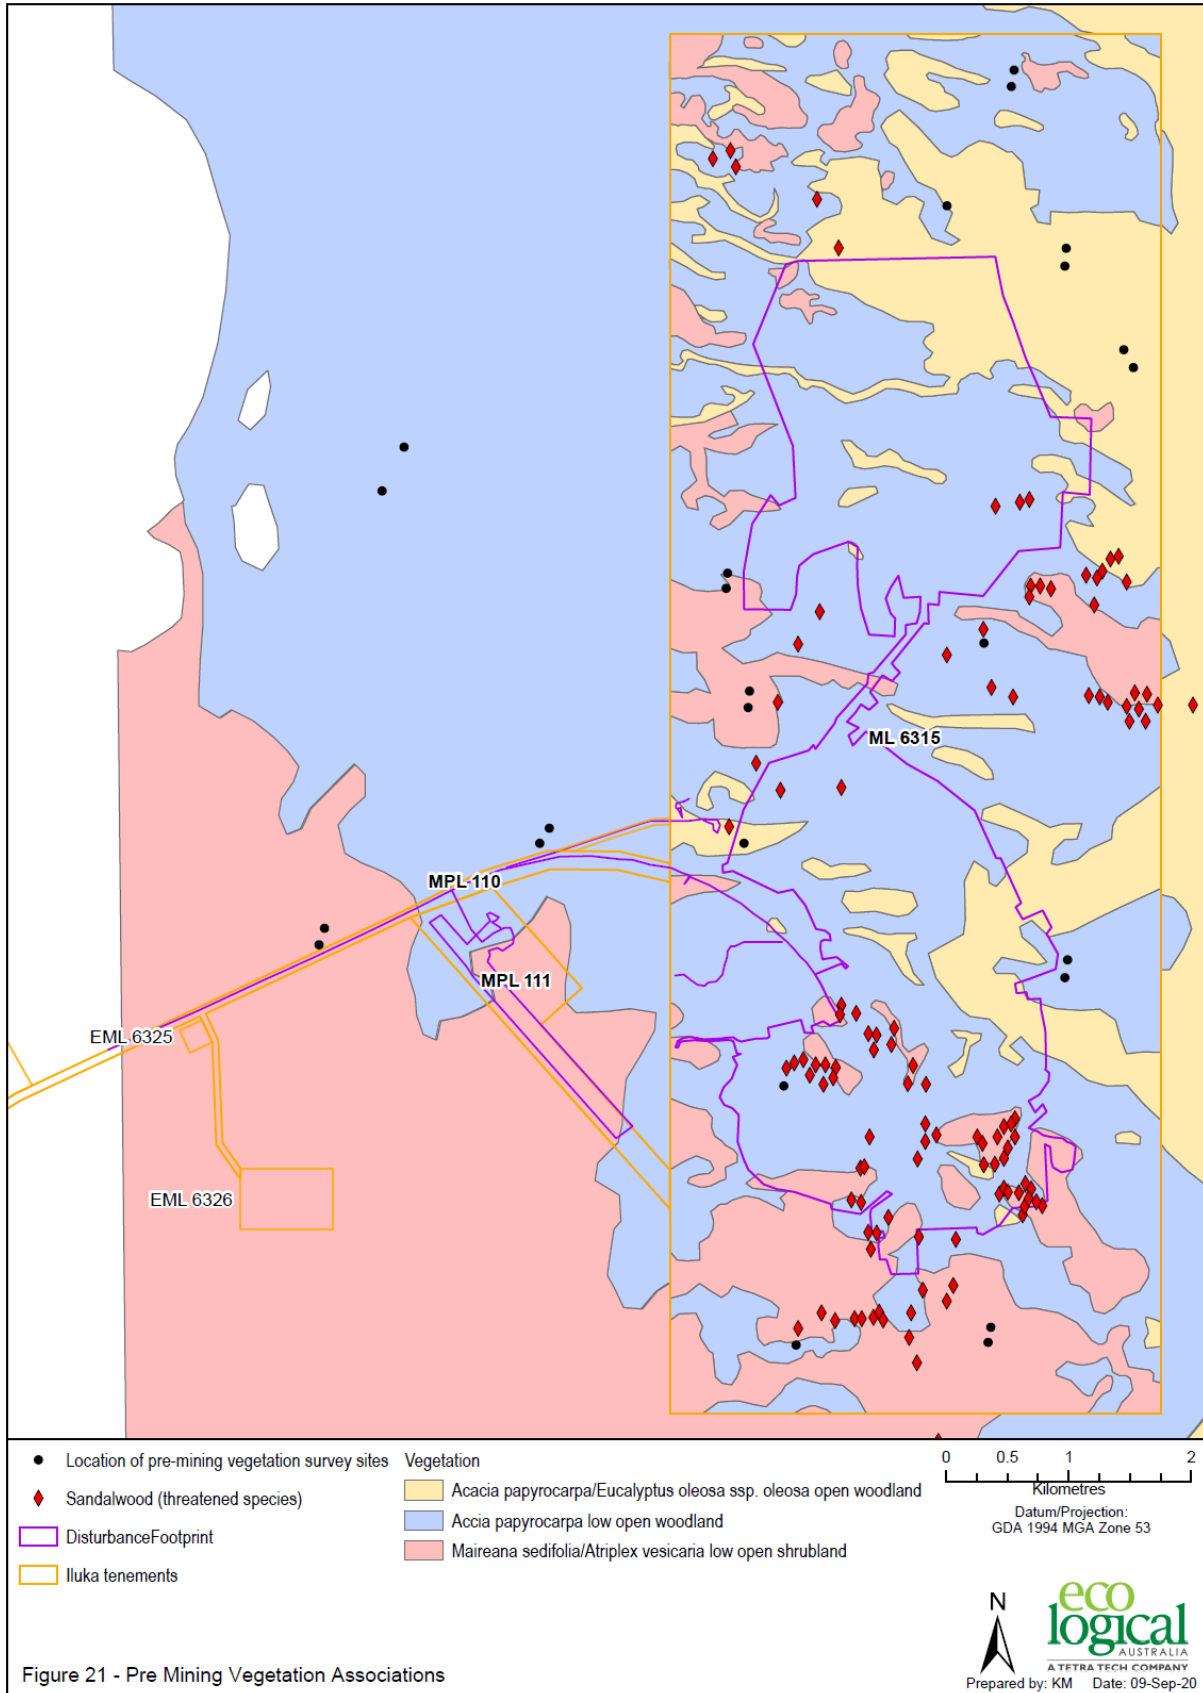 ML 6315
MPL 110
MPL 111
EML 6325
EML 6326
Location of pre-mining vegetation survey sites
Sandalwood (threatened species)
DisturbanceFootprint
Iluka tenements
Vegetation
Acacia papyrocarpa/Eucalyptus oleosa ssp. oleosa open woodland
Accia papyrocarpa low open woodland
Maireana sedifolia/Atriplex vesicaria low open shrubland
0 0.5 1 2
Kilometres
Datum/Projection:
GDA 1994 MGA Zone 53
N
eco
logical
AUSTRALIA
A TETRA TECH COMPANY
Figure 21 - Pre Mining Vegetation Associations
Prepared by: KM Date: 09-Sep-20